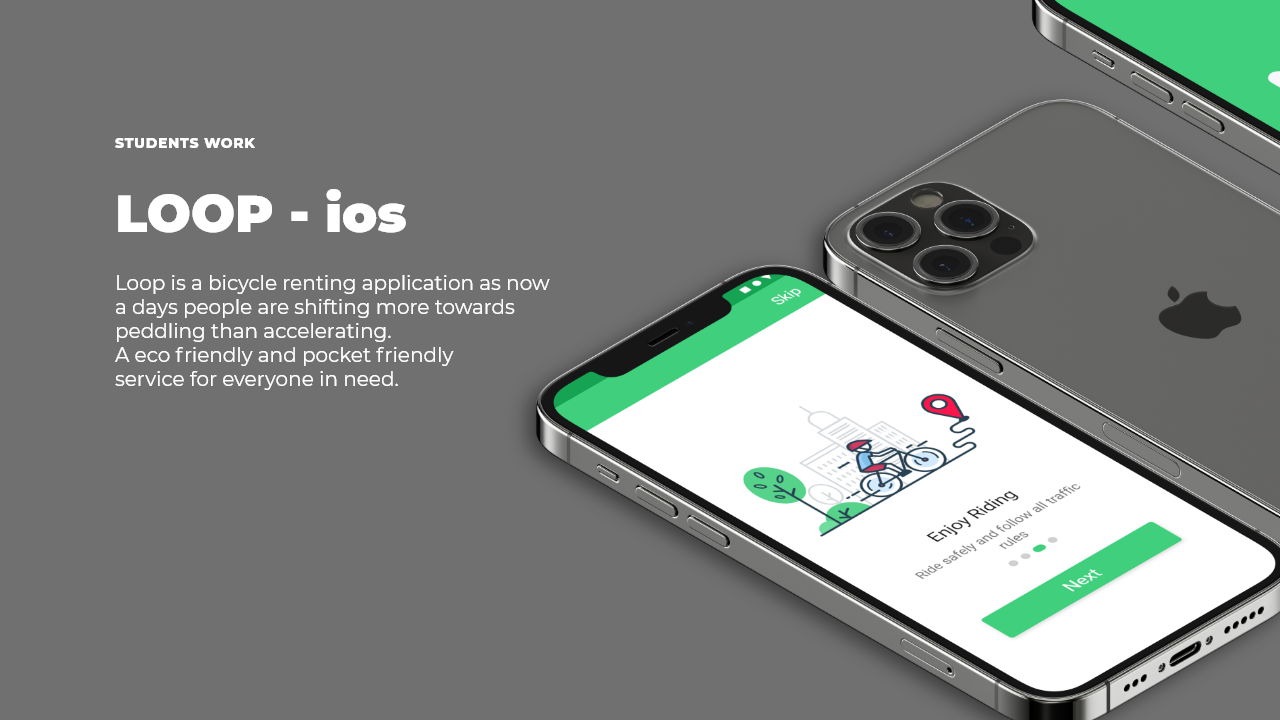 STUDENTS WORK
LOOP - ios
Loop is a bicycle renting application as now
a days people are shifting more towards
peddling than accelerating.
A eco friendly and pocket friendly
service for everyone in need.
Skip
Enjoy Riding
Ride safely and follow all traffic
rules
Next